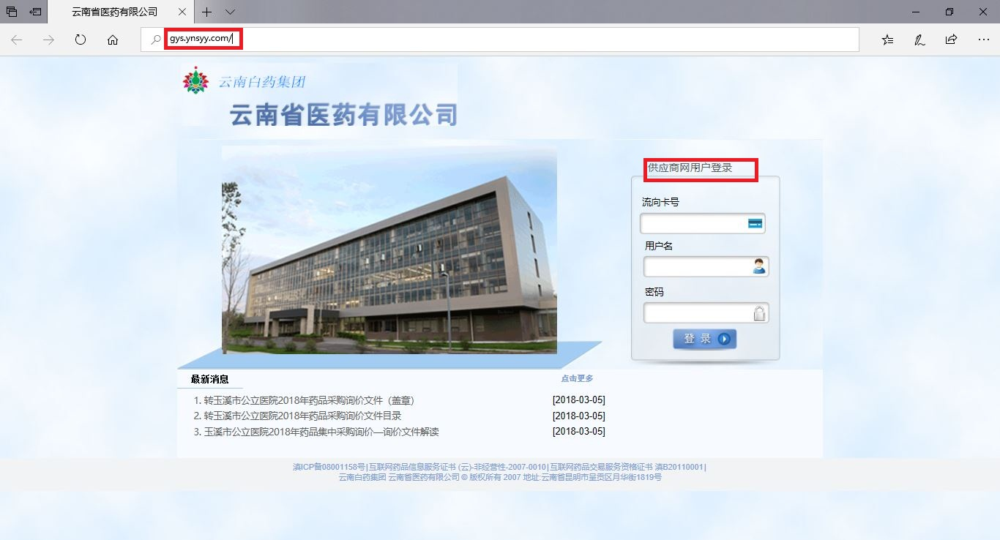 云南省医药有限公司
gys.ynsyy.com/
云南白药集团
云南省医药有限公司
供应商网用户登录
流向卡号
用户名
密码
登 录
最新消息 点击更多
1. 转玉溪市公立医院2018年药品采购询价文件（盖章） [2018-03-05]
2. 转玉溪市公立医院2018年药品采购询价文件目录 [2018-03-05]
3. 玉溪市公立医院2018年药品集中采购询价—询价文件解读 [2018-03-05]
滇ICP备08001158号|互联网药品信息服务证书 (云)-非经营性-2007-0010|互联网药品交易服务资格证书 滇B20110001|
云南白药集团 云南省医药有限公司 © 版权所有 2007 地址:云南省昆明市呈贡区月华街1819号